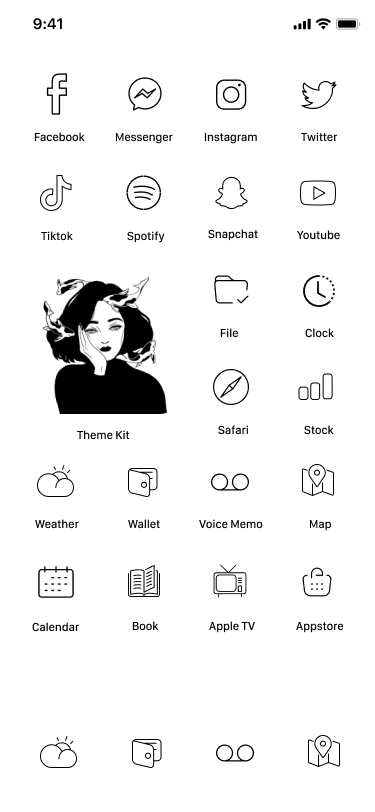 9:41
Facebook
Messenger
Instagram
Twitter
Tiktok
Spotify
Snapchat
Youtube
File
Clock
Theme Kit
Safari
Stock
Weather
Wallet
Voice Memo
Map
Calendar
Book
Apple TV
Appstore